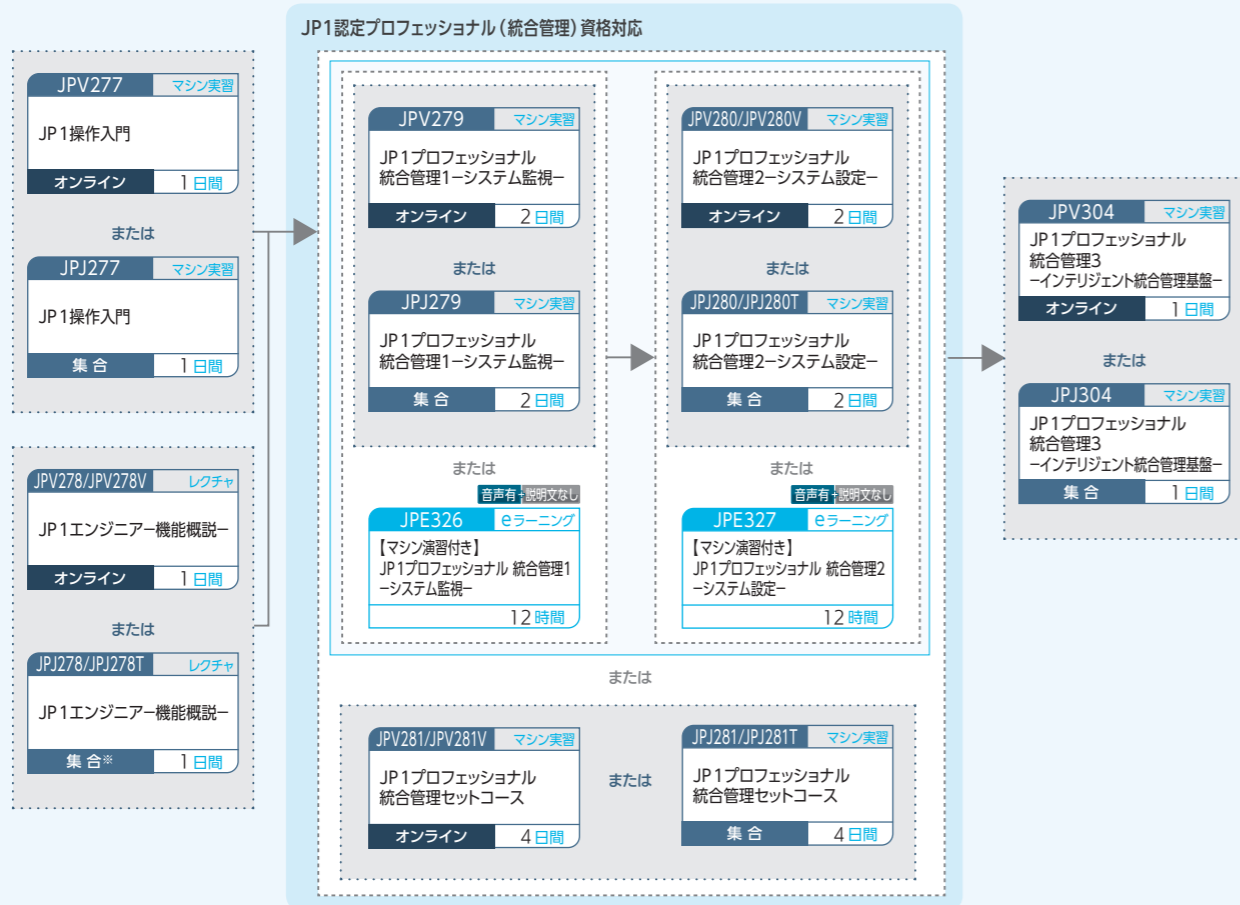 JP1認定プロフェッショナル（統合管理）資格対応
JPV277
マシン実習
JP1操作入門
オンライン
1日間
または
JPJ277
マシン実習
JP1操作入門
集合
1日間
JPV278/JPV278V
レクチャ
JP1エンジニアー機能概説ー
オンライン
1日間
または
JPJ278/JPJ278T
レクチャ
JP1エンジニアー機能概説ー
集合※
1日間
JPV279
マシン実習
JP1プロフェッショナル
統合管理1ーシステム監視ー
オンライン
2日間
または
JPJ279
マシン実習
JP1プロフェッショナル
統合管理1ーシステム監視ー
集合
2日間
または
音声有+説明文なし
JPE326
eラーニング
【マシン演習付き】
JP1プロフェッショナル 統合管理1
ーシステム監視ー
12時間
JPV280/JPV280V
マシン実習
JP1プロフェッショナル
統合管理2ーシステム設定ー
オンライン
2日間
または
JPJ280/JPJ280T
マシン実習
JP1プロフェッショナル
統合管理2ーシステム設定ー
集合
2日間
または
音声有+説明文なし
JPE327
eラーニング
【マシン演習付き】
JP1プロフェッショナル 統合管理2
ーシステム設定ー
12時間
または
JPV281/JPV281V
マシン実習
JP1プロフェッショナル
統合管理セットコース
オンライン
4日間
または
JPJ281/JPJ281T
マシン実習
JP1プロフェッショナル
統合管理セットコース
集合
4日間
JPV304
マシン実習
JP1プロフェッショナル
統合管理3
ーインテリジェント統合管理基盤ー
オンライン
1日間
または
JPJ304
マシン実習
JP1プロフェッショナル
統合管理3
ーインテリジェント統合管理基盤ー
集合
1日間